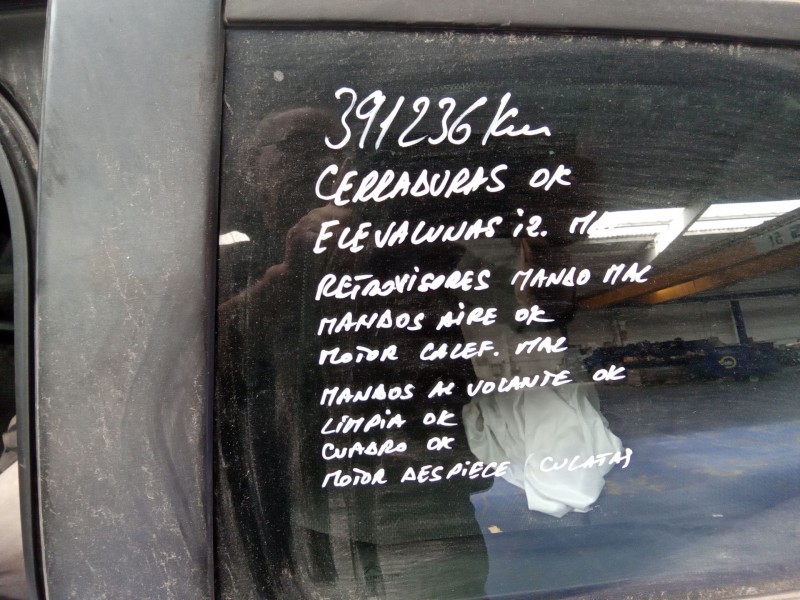 391236 Km
CERRADURAS OK
ELEVALUNAS iz. MAL
RETROVISORES MANDO MAL
MANDOS AIRE OK
MOTOR CALEF. MAL
MANDOS AL VOLANTE OK
LIMPIA OK
CUADRO OK
MOTOR DESPIECE (CULATA)